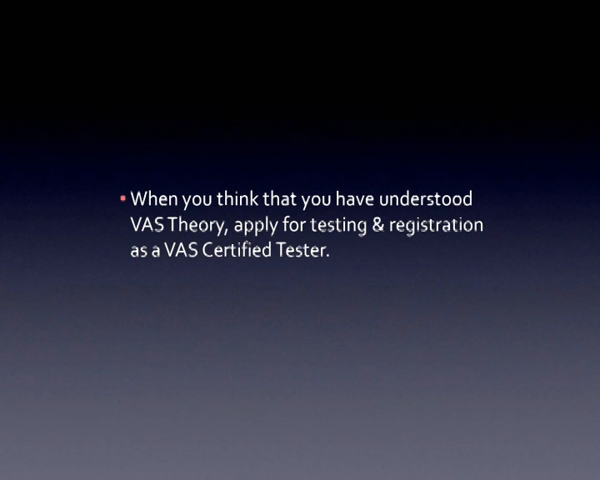 • When you think that you have understood
VAS Theory, apply for testing & registration
as a VAS Certified Tester.